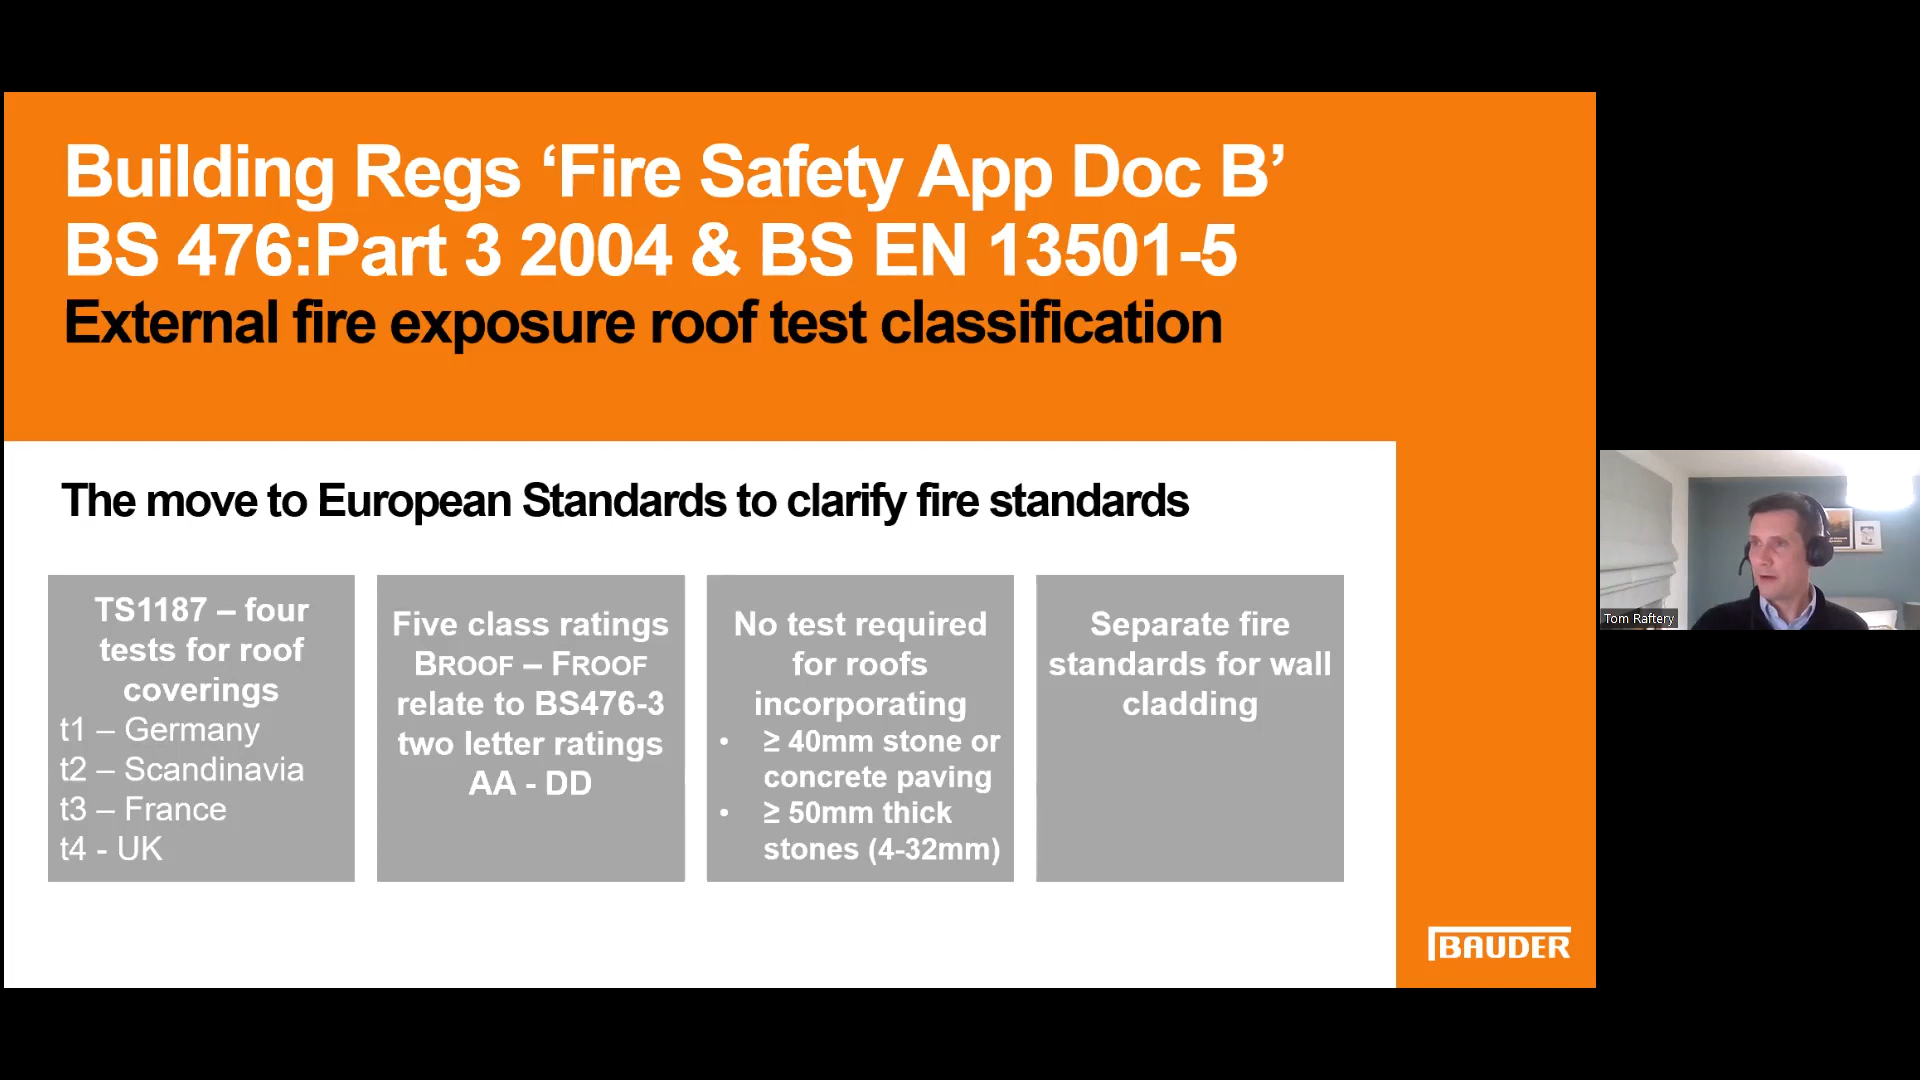 Building Regs ‘Fire Safety App Doc B’
BS 476:Part 3 2004 & BS EN 13501-5
External fire exposure roof test classification
The move to European Standards to clarify fire standards
TS1187 – four
tests for roof
coverings
t1 – Germany
t2 – Scandinavia
t3 – France
t4 - UK
Five class ratings
BROOF – FROOF
relate to BS476-3
two letter ratings
AA - DD
No test required
for roofs
incorporating
• ≥ 40mm stone or
concrete paving
• ≥ 50mm thick
stones (4-32mm)
Separate fire
standards for wall
cladding
BAUDER
Tom Raftery